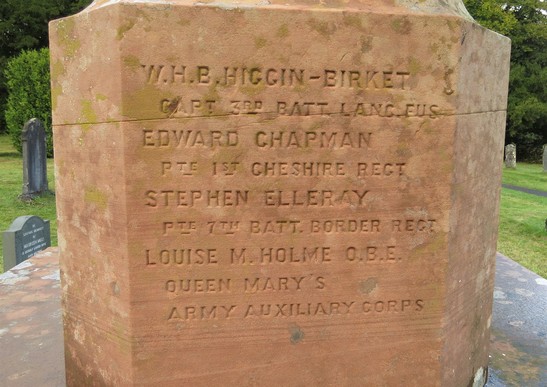 W.H.B. HIGGIN-BIRKET
CAPT 3RD BATT. LANC. FUS
EDWARD CHAPMAN
PTE 1ST CHESHIRE REGT
STEPHEN ELLERAY
PTE 7TH BATT. BORDER REGT
LOUISE M. HOLME O.B.E.
QUEEN MARY'S
ARMY AUXILIARY CORPS